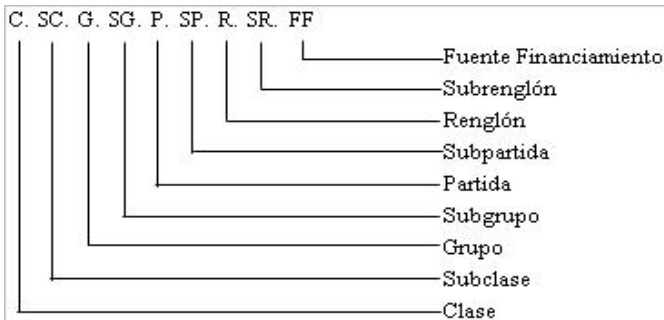 C. SC. G. SG. P. SP. R. SR. FF
Fuente Financiamiento
Subrenglón
Renglón
Subpartida
Partida
Subgrupo
Grupo
Subclase
Clase